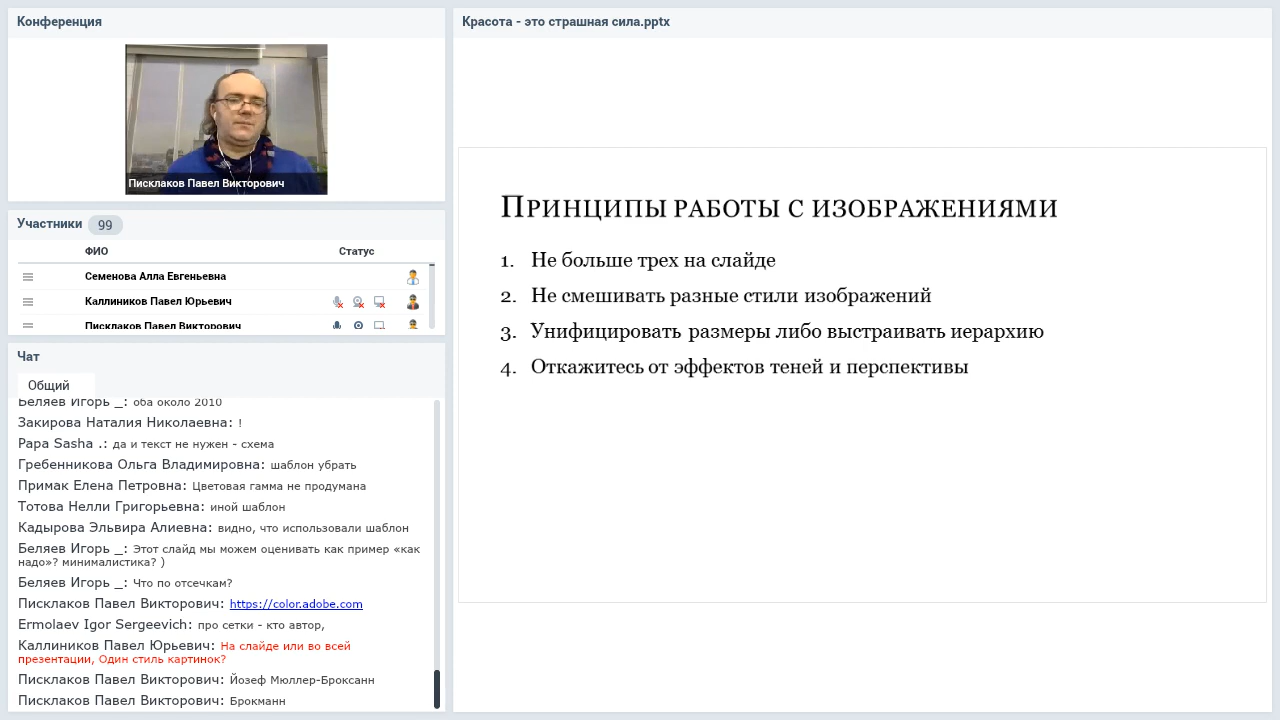 Конференция
Писклаков Павел Викторович
Участники 99
ФИО Статус
Семенова Алла Евгеньевна
Каллиников Павел Юрьевич
Писклаков Павел Викторович
Чат
Общий
Беляев Игорь _: оба около 2010
Закирова Наталия Николаевна: !
Papa Sasha .: да и текст не нужен - схема
Гребенникова Ольга Владимировна: шаблон убрать
Примак Елена Петровна: Цветовая гамма не продумана
Тотова Нелли Григорьевна: иной шаблон
Кадырова Эльвира Алиевна: видно, что использовали шаблон
Беляев Игорь _: Этот слайд мы можем оценивать как пример «как
надо»? минималистика? )
Беляев Игорь _: Что по отсечкам?
Писклаков Павел Викторович: https://color.adobe.com
Ermolaev Igor Sergeevich: про сетки - кто автор,
Каллиников Павел Юрьевич: На слайде или во всей
презентации, Один стиль картинок?
Писклаков Павел Викторович: Йозеф Мюллер-Броксанн
Писклаков Павел Викторович: Брокманн
Красота - это страшная сила.pptx
ПРИНЦИПЫ РАБОТЫ С ИЗОБРАЖЕНИЯМИ
1. Не больше трех на слайде
2. Не смешивать разные стили изображений
3. Унифицировать размеры либо выстраивать иерархию
4. Откажитесь от эффектов теней и перспективы